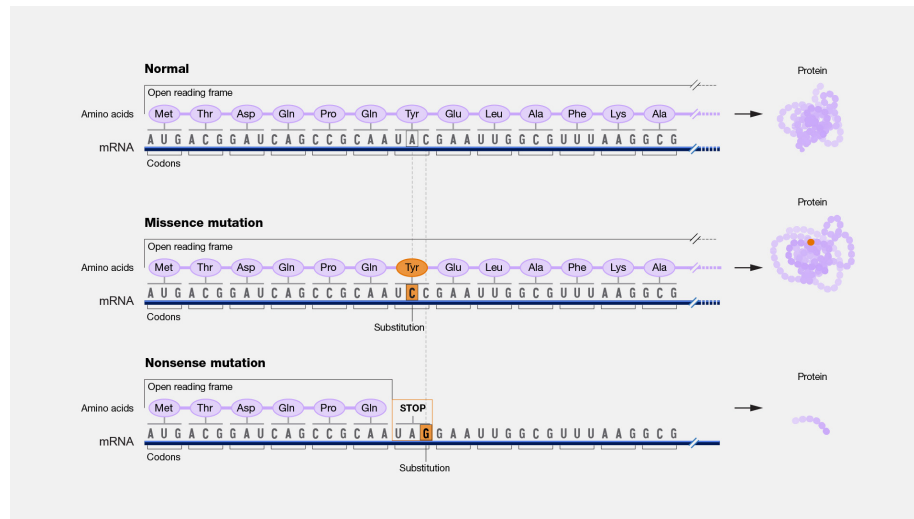 Normal
Protein
Open reading frame
Amino acids Met Thr Asp Gln Pro Gln Tyr Glu Leu Ala Phe Lys Ala
mRNA A U G A C G G A U C A G C C G C A A U A C G A A U U G G C G U U U A A G G C G
Codons
Missence mutation
Protein
Open reading frame
Amino acids Met Thr Asp Gln Pro Gln Tyr Glu Leu Ala Phe Lys Ala
mRNA A U G A C G G A U C A G C C G C A A U C C G A A U U G G C G U U U A A G G C G
Codons
Substitution
Nonsense mutation
Protein
Open reading frame
Amino acids Met Thr Asp Gln Pro Gln STOP
mRNA A U G A C G G A U C A G C C G C A A U A G G A A U U G G C G U U U A A G G C G
Codons
Substitution